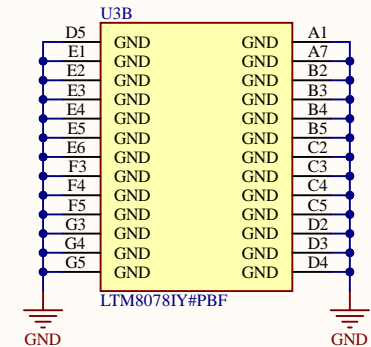 U3B
D5 GND GND A1
E1 GND GND A7
E2 GND GND B2
E3 GND GND B3
E4 GND GND B4
E5 GND GND B5
E6 GND GND C2
F3 GND GND C3
F4 GND GND C4
F5 GND GND C5
G3 GND GND D2
G4 GND GND D3
G5 GND GND D4
LTM8078IY#PBF
GND GND